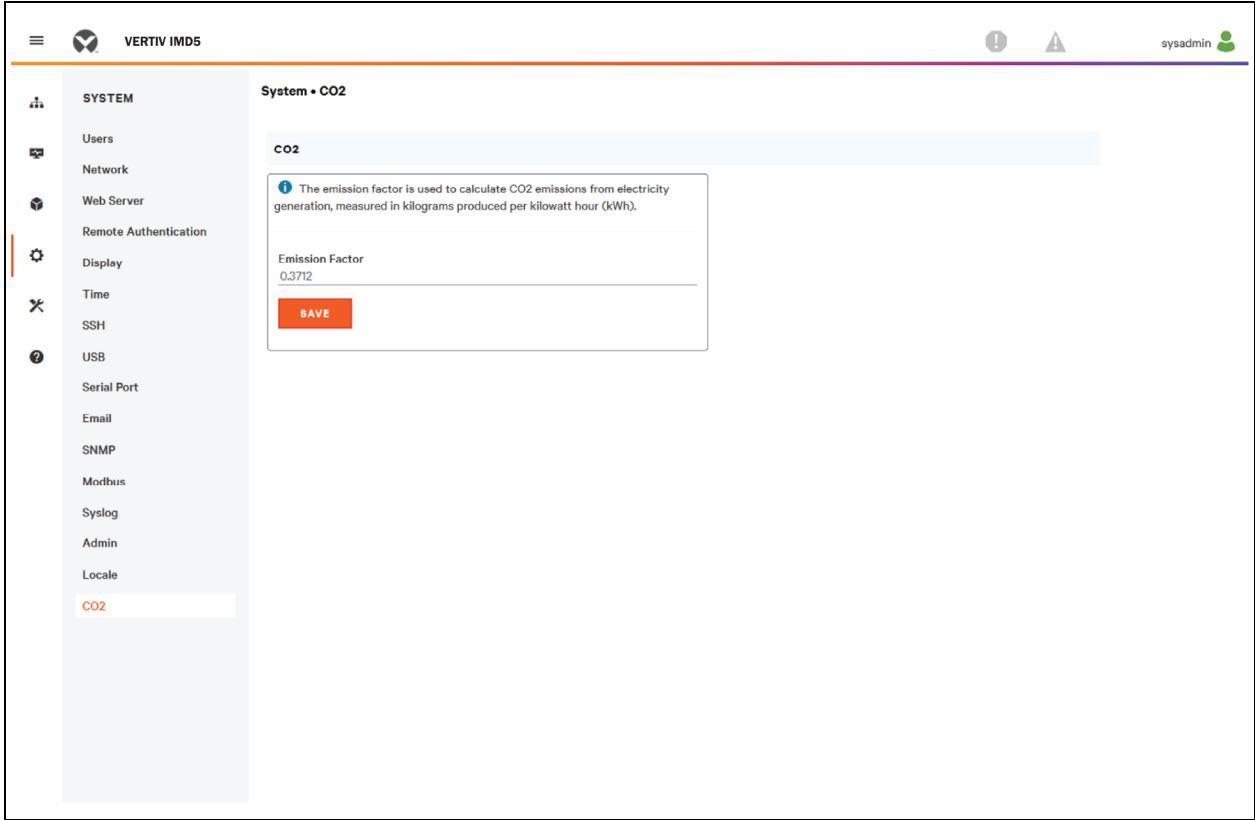 VERTIV IMD5
sysadmin
SYSTEM
Users
Network
Web Server
Remote Authentication
Display
Time
SSH
USB
Serial Port
Email
SNMP
Modbus
Syslog
Admin
Locale
CO2
System • CO2
CO2
The emission factor is used to calculate CO2 emissions from electricity
generation, measured in kilograms produced per kilowatt hour (kWh).
Emission Factor
0.3712
SAVE